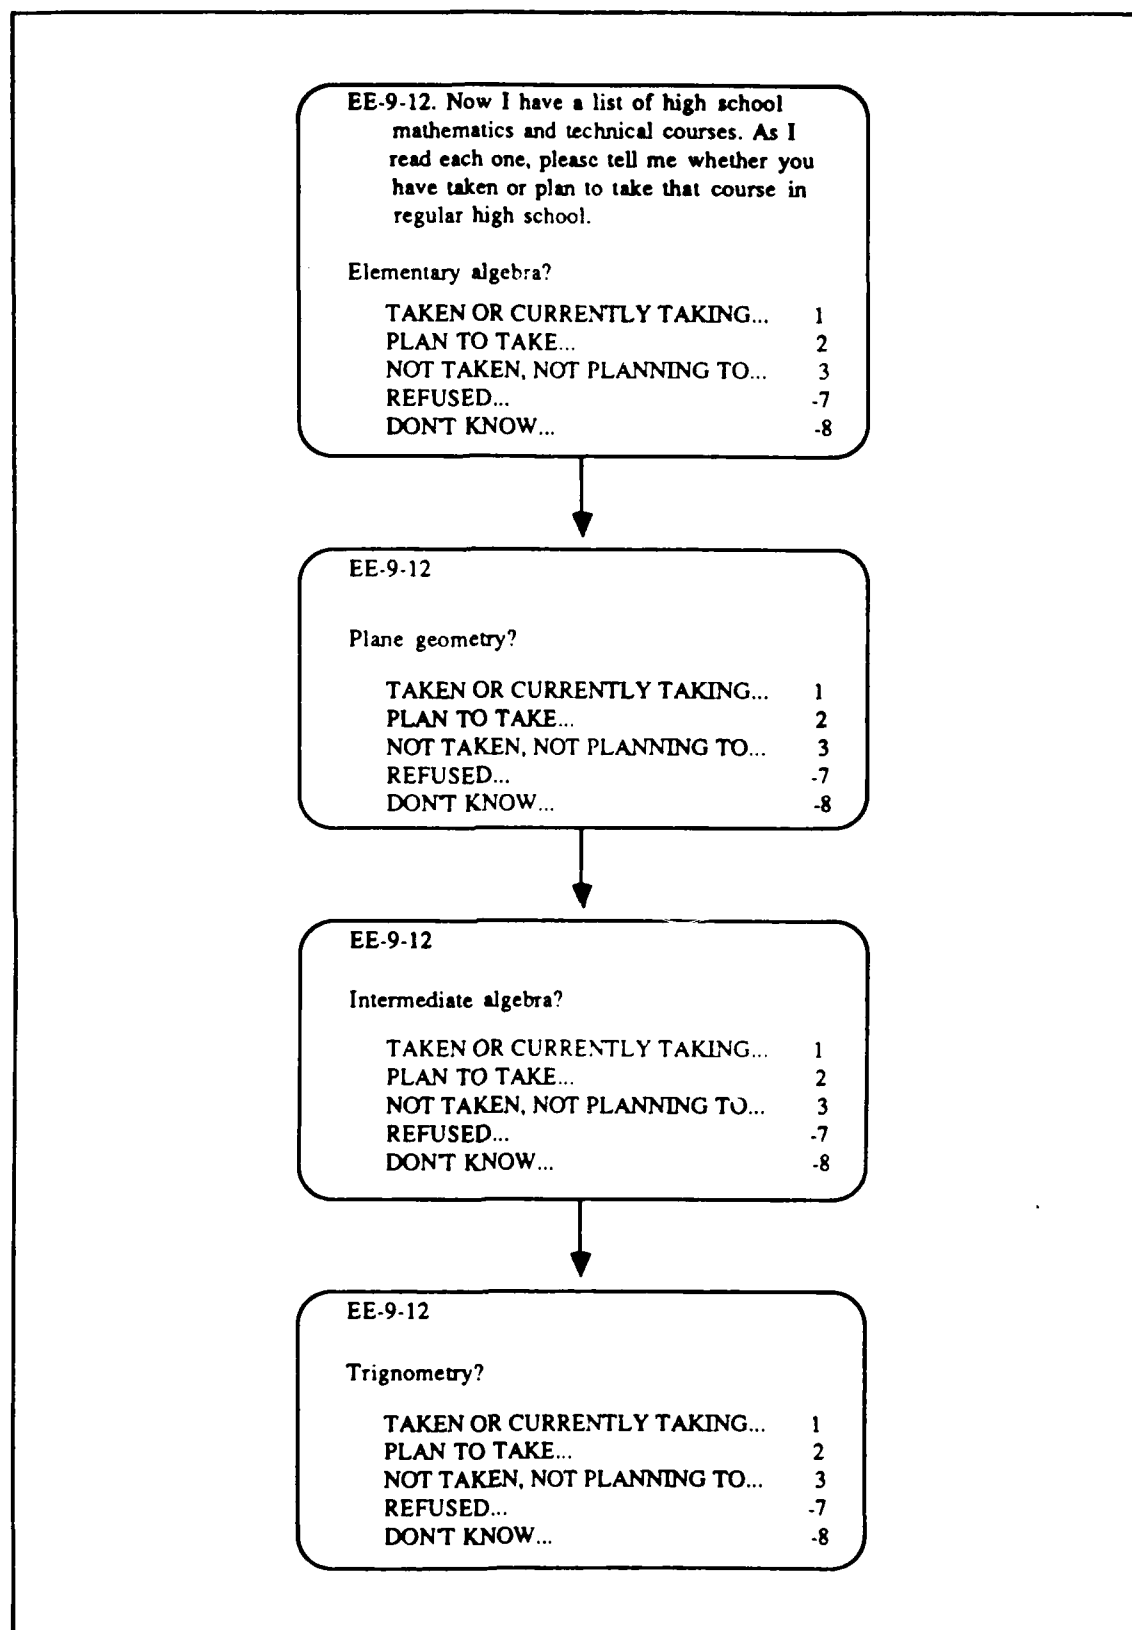 EE-9-12. Now I have a list of high school
mathematics and technical courses. As I
read each one, please tell me whether you
have taken or plan to take that course in
regular high school.
Elementary algebra?
TAKEN OR CURRENTLY TAKING... 1
PLAN TO TAKE... 2
NOT TAKEN, NOT PLANNING TO... 3
REFUSED... -7
DON'T KNOW... -8
EE-9-12
Plane geometry?
TAKEN OR CURRENTLY TAKING... 1
PLAN TO TAKE... 2
NOT TAKEN, NOT PLANNING TO... 3
REFUSED... -7
DON'T KNOW... -8
EE-9-12
Intermediate algebra?
TAKEN OR CURRENTLY TAKING... 1
PLAN TO TAKE... 2
NOT TAKEN, NOT PLANNING TO... 3
REFUSED... -7
DON'T KNOW... -8
EE-9-12
Trignometry?
TAKEN OR CURRENTLY TAKING... 1
PLAN TO TAKE... 2
NOT TAKEN, NOT PLANNING TO... 3
REFUSED... -7
DON'T KNOW... -8